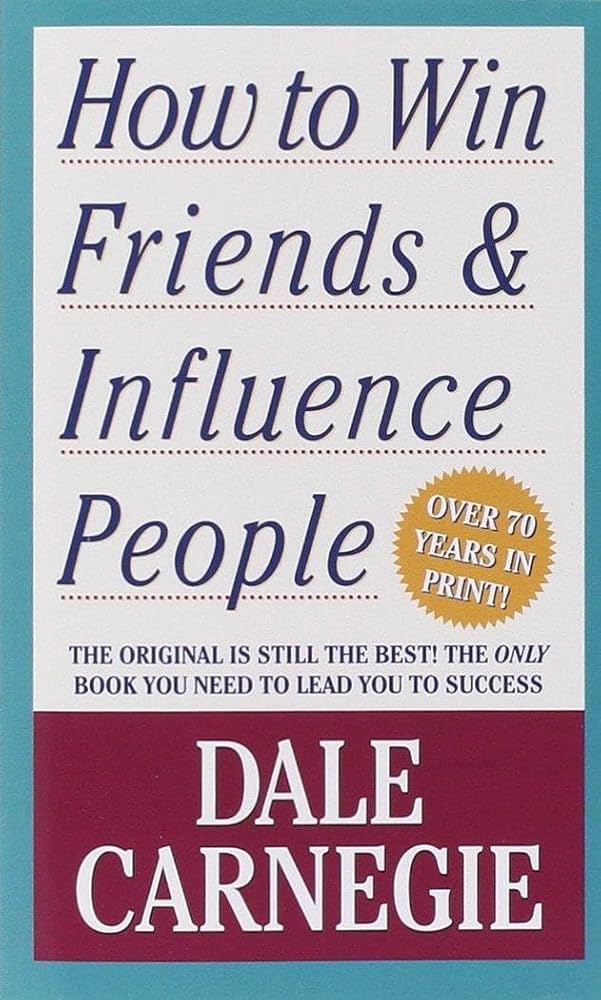 How to Win
Friends &
Influence
People
OVER 70
YEARS IN
PRINT!
THE ORIGINAL IS STILL THE BEST! THE ONLY
BOOK YOU NEED TO LEAD YOU TO SUCCESS
DALE
CARNEGIE